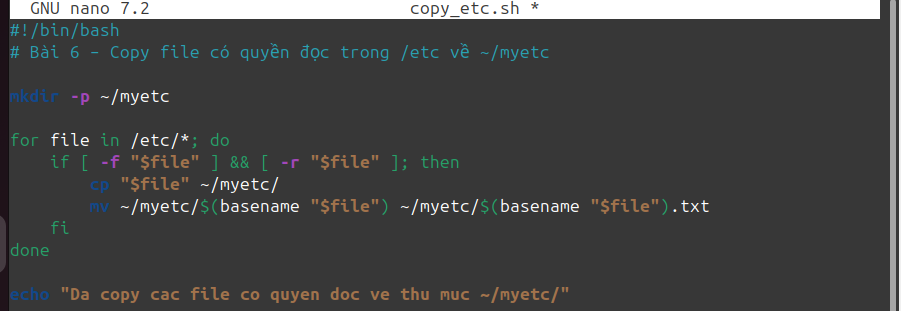 GNU nano 7.2 copy_etc.sh *
#!/bin/bash
# Bài 6 – Copy file có quyền đọc trong /etc về ~/myetc
mkdir -p ~/myetc
for file in /etc/*; do
    if [ -f "$file" ] && [ -r "$file" ]; then
        cp "$file" ~/myetc/
        mv ~/myetc/$(basename "$file") ~/myetc/$(basename "$file").txt
    fi
done
echo "Da copy cac file co quyen doc ve thu muc ~/myetc/"